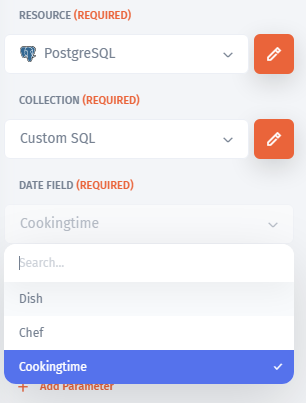 RESOURCE (REQUIRED)
PostgreSQL
COLLECTION (REQUIRED)
Custom SQL
DATE FIELD (REQUIRED)
Cookingtime
Search...
Dish
Chef
Cookingtime
Add Parameter